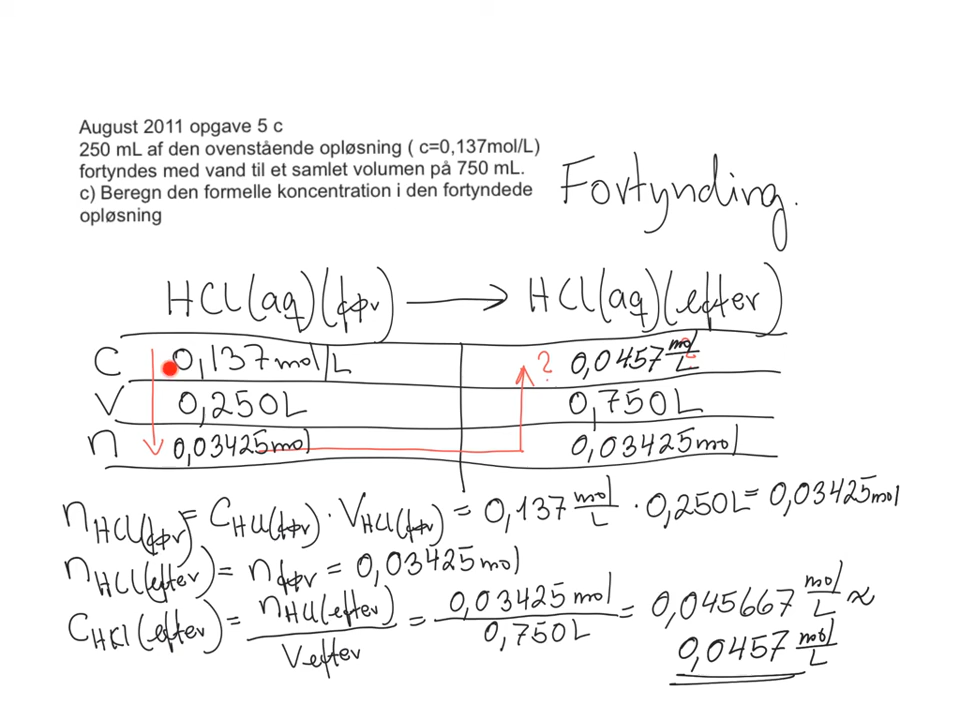 August 2011 opgave 5 c
250 mL af den ovenstående opløsning ( c=0,137mol/L)
fortyndes med vand til et samlet volumen på 750 mL.
c) Beregn den formelle koncentration i den fortyndede
opløsning
Fortynding.
HCl(aq)(før) → HCl(aq)(efter)
C 0,137mol/L ? 0,0457 mol/L
V 0,250L 0,750L
n 0,03425mol 0,03425mol
nHCl(før) = CHCl(før) · VHCl(før) = 0,137 mol/L · 0,250L = 0,03425mol
nHCl(efter) = nfør = 0,03425mol
CHKl(efter) = nHCl(efter)/Vefter = 0,03425mol/0,750L = 0,045667 mol/L ≈
0,0457 mol/L